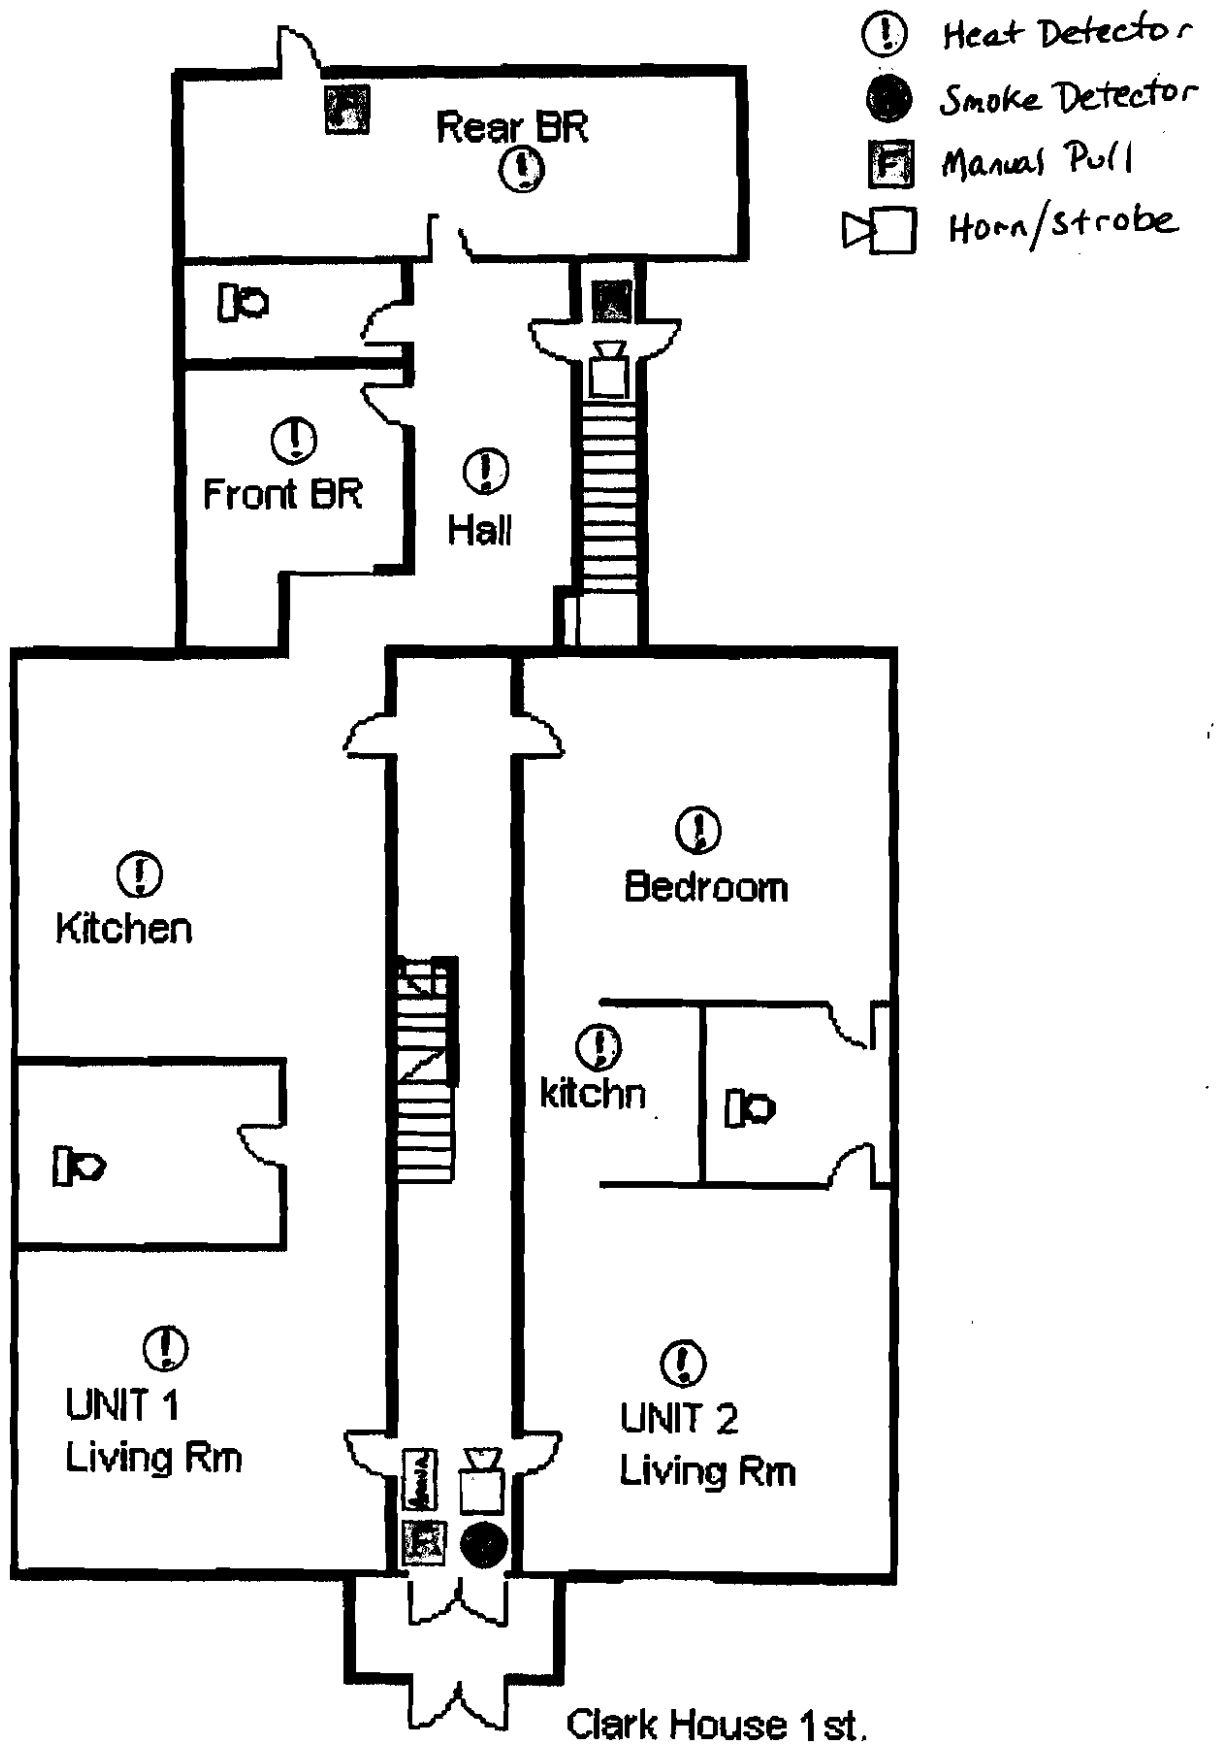 Heat Detector
Smoke Detector
F Manual Pull
Horn/strobe
F
Rear BR
Front BR
Hall
Kitchen
Bedroom
kitchn
UNIT 1
Living Rm
UNIT 2
Living Rm
F
Clark House 1st.